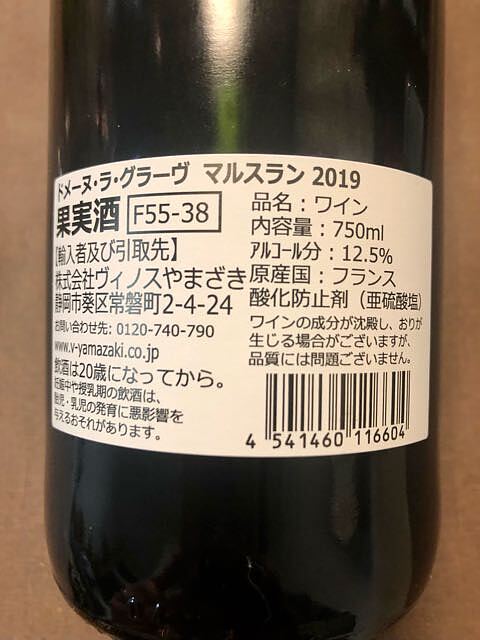 ドメーヌ・ラ・グラーヴ マルスラン 2019
果実酒 F55-38
【輸入者及び引取先】
株式会社ヴィノスやまざき
静岡市葵区常磐町2-4-24
お問い合わせ先: 0120-740-790
www.v-yamazaki.co.jp
飲酒は20歳になってから。
妊娠中や授乳期の飲酒は、
胎児・乳児の発育に悪影響を
与えるおそれがあります。
品名：ワイン
内容量：750ml
ｱﾙｺｰﾙ分：12.5%
原産国：フランス
酸化防止剤（亜硫酸塩）
ワインの成分が沈殿し、おりが
生じる場合がございますが、
品質には問題ございません。
4 541460 116604